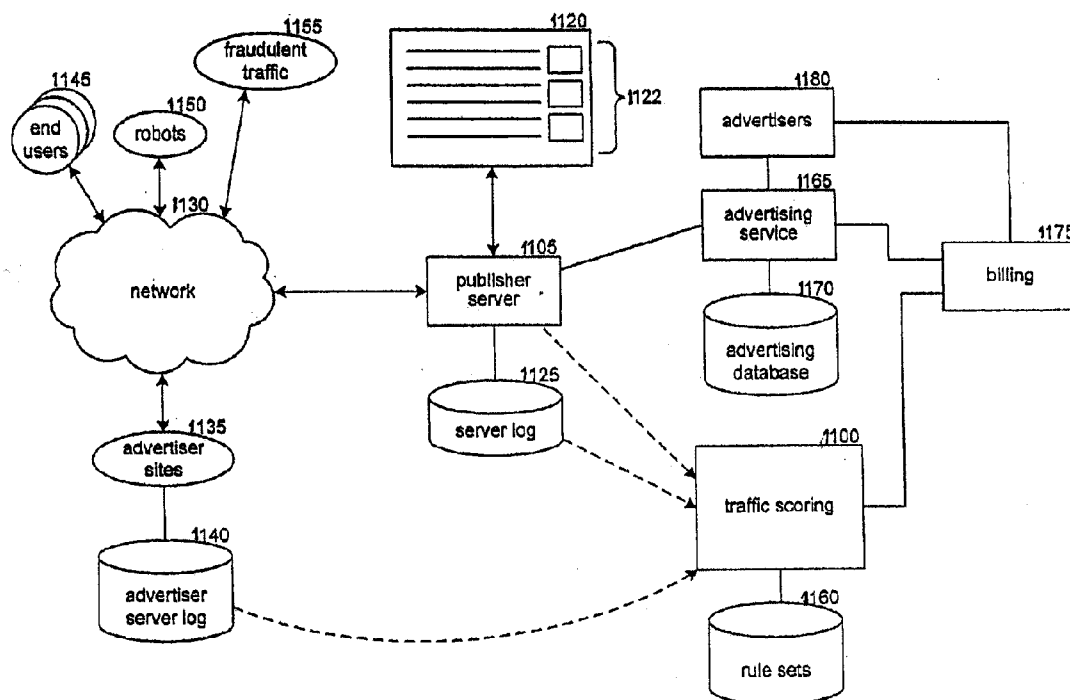 1155
fraudulent
traffic
1145
end
users
1150
robots
1130
network
1135
advertiser
sites
1140
advertiser
server log
1120
1122
1105
publisher
server
1125
server log
1180
advertisers
1165
advertising
service
1170
advertising
database
1175
billing
1100
traffic scoring
1160
rule sets